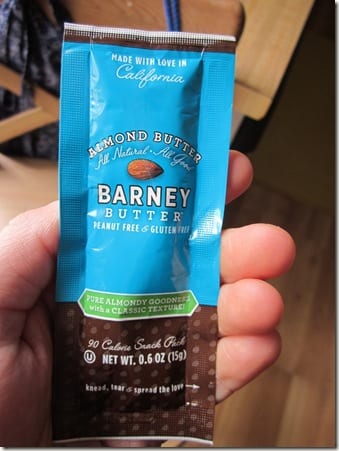 MADE WITH LOVE IN
California
ALMOND BUTTER
All Natural • All Good
BARNEY
BUTTER
PEANUT FREE & GLUTEN FREE
PURE ALMONDY GOODNESS
with a CLASSIC TEXTURE!
90 Calorie Snack Pack
U NET WT. 0.6 OZ (15g)
knead, tear & spread the love